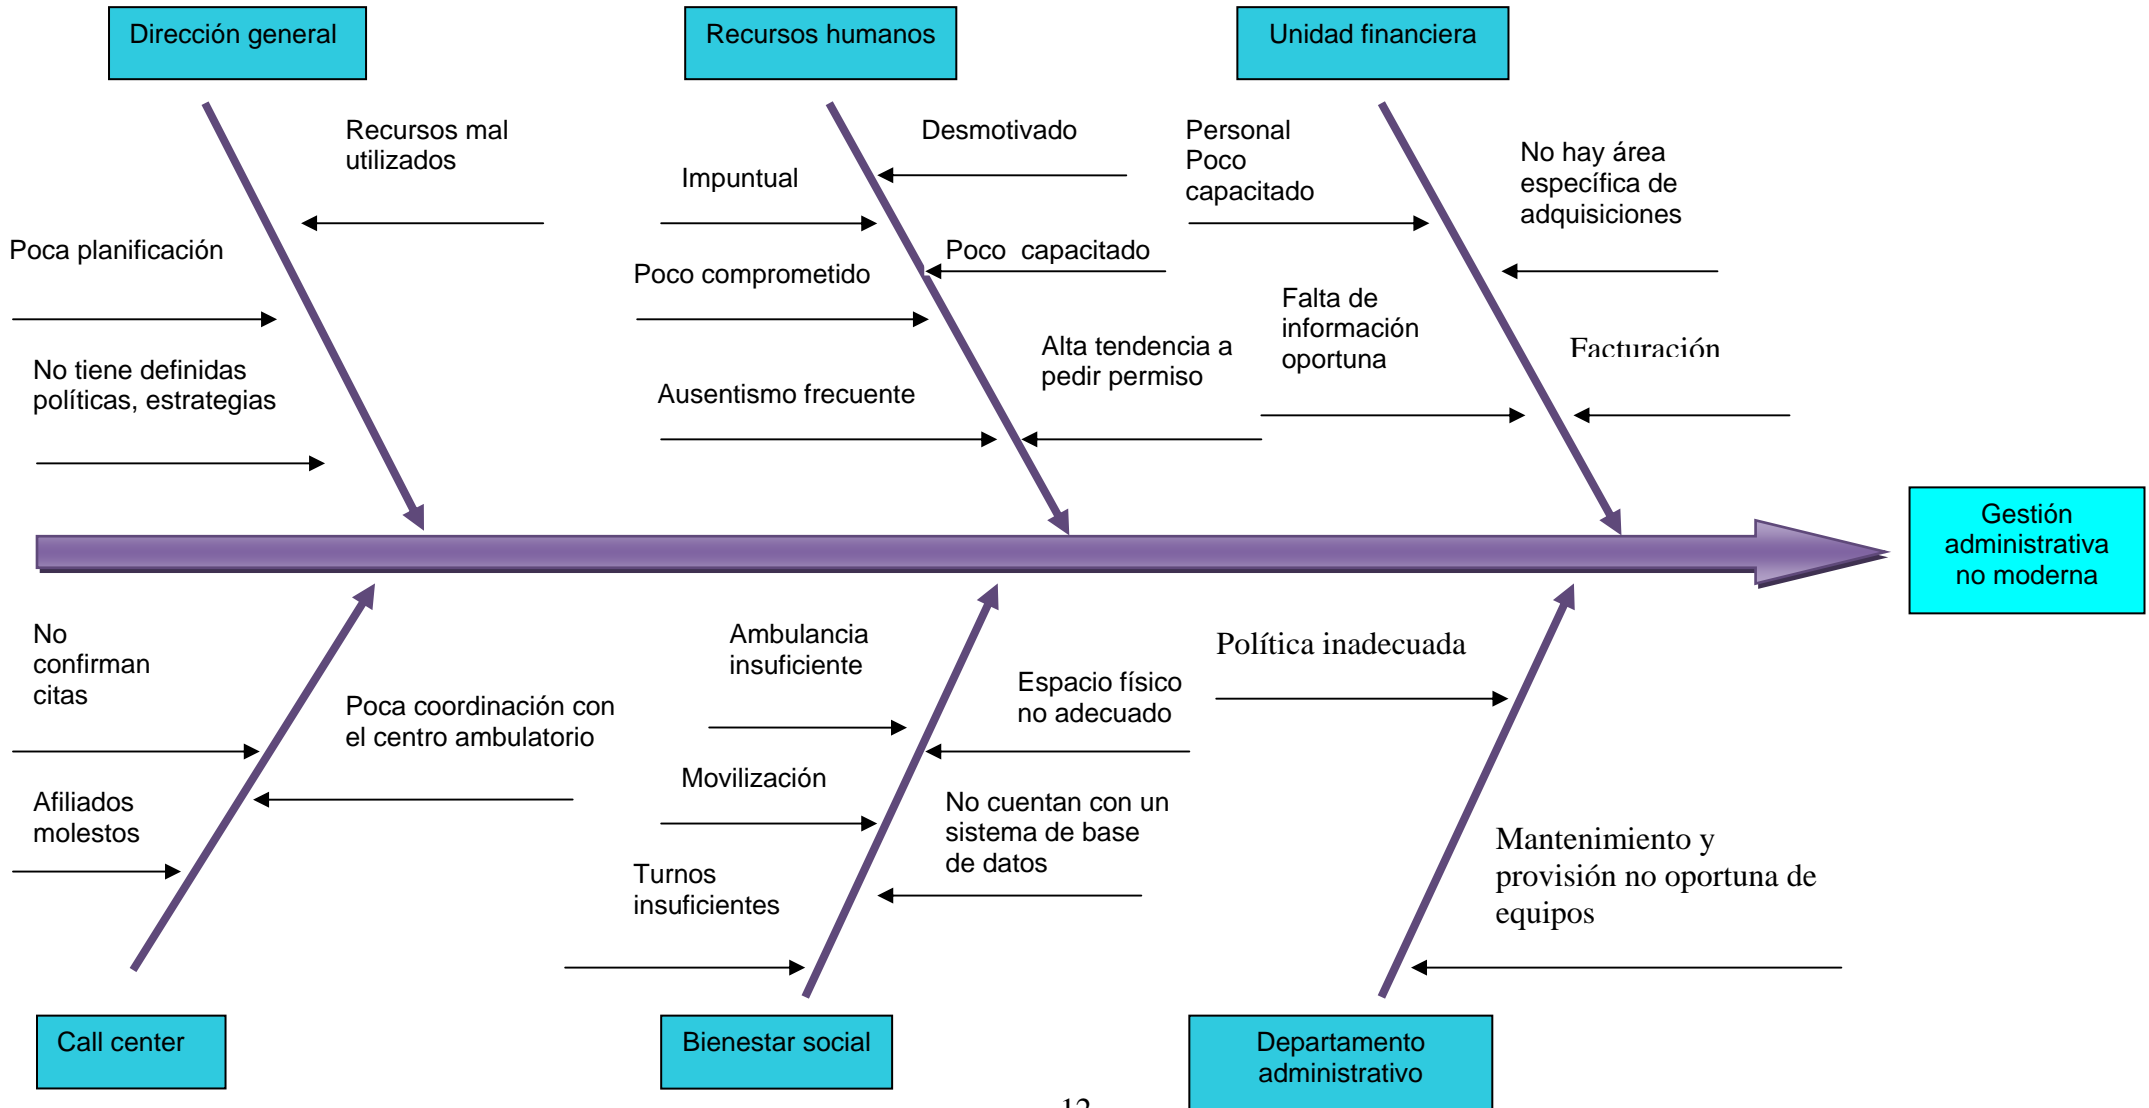 Dirección general
Recursos humanos
Unidad financiera
Recursos mal
utilizados
Poca planificación
No tiene definidas
políticas, estrategias
Desmotivado
Impuntual
Poco capacitado
Poco comprometido
Alta tendencia a
pedir permiso
Ausentismo frecuente
Personal
Poco
capacitado
No hay área
específica de
adquisiciones
Falta de
información
oportuna
Facturación
Gestión
administrativa
no moderna
No
confirman
citas
Poca coordinación con
el centro ambulatorio
Afiliados
molestos
Ambulancia
insuficiente
Espacio físico
no adecuado
Movilización
No cuentan con un
sistema de base
de datos
Turnos
insuficientes
Política inadecuada
Mantenimiento y
provisión no oportuna de
equipos
Call center
Bienestar social
Departamento
administrativo
12